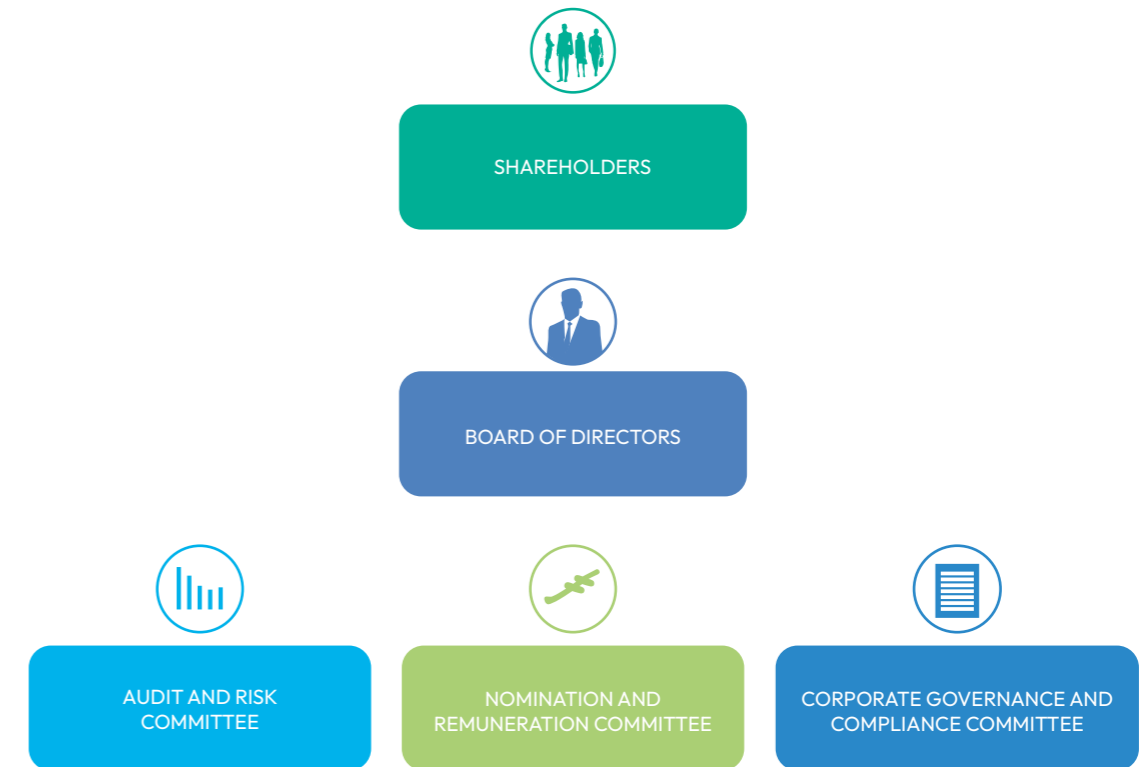 SHAREHOLDERS
BOARD OF DIRECTORS
AUDIT AND RISK
COMMITTEE
NOMINATION AND
REMUNERATION COMMITTEE
CORPORATE GOVERNANCE AND
COMPLIANCE COMMITTEE